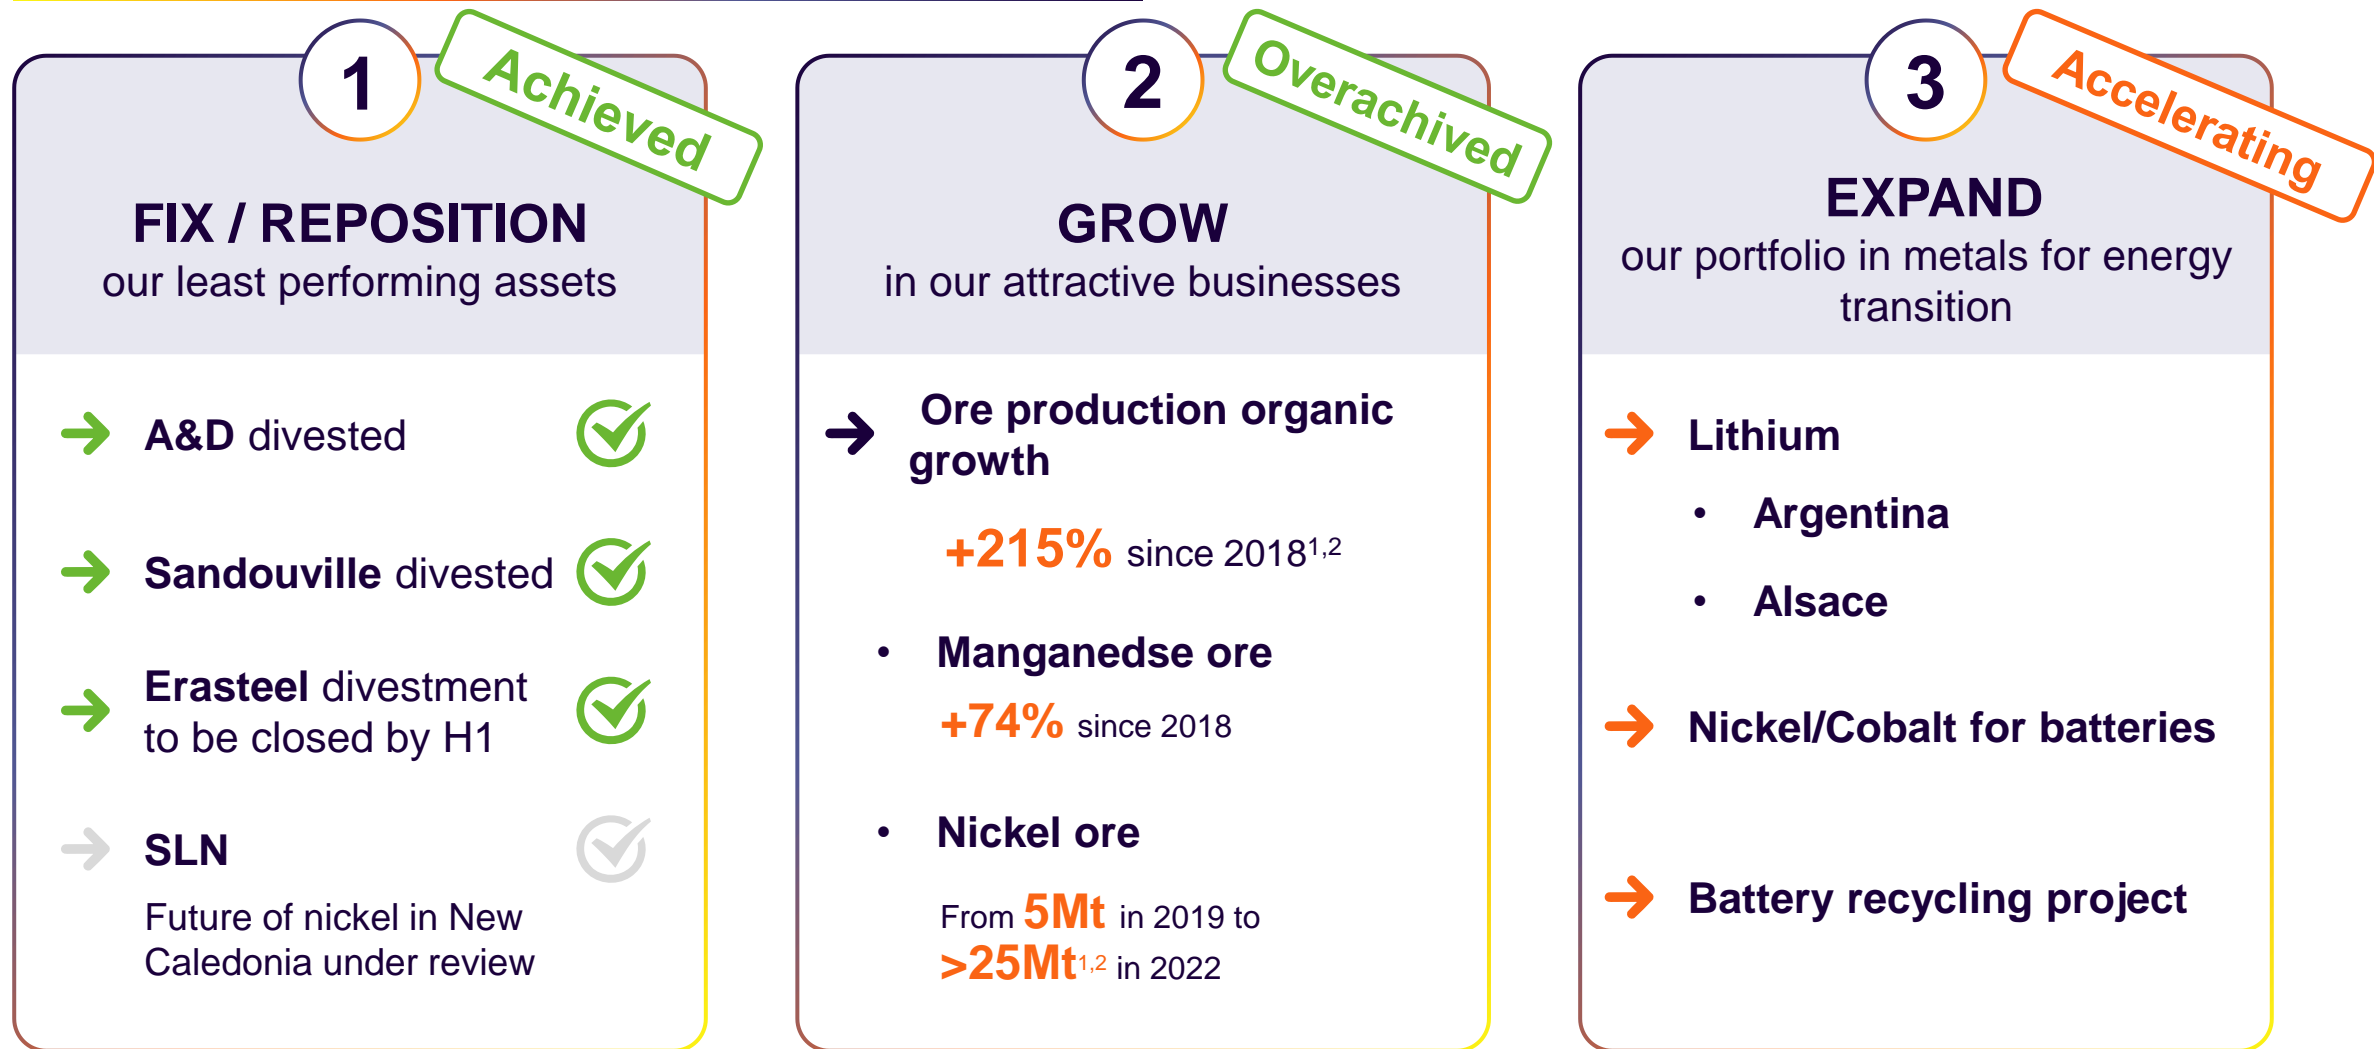 1
Achieved
FIX / REPOSITION
our least performing assets
A&D divested
Sandouville divested
Erasteel divestment
to be closed by H1
SLN
Future of nickel in New
Caledonia under review
2
Overachived
GROW
in our attractive businesses
Ore production organic
growth
+215% since 2018¹,²
• Manganedse ore
+74% since 2018
• Nickel ore
From 5Mt in 2019 to
>25Mt¹,² in 2022
3
Accelerating
EXPAND
our portfolio in metals for energy
transition
Lithium
• Argentina
• Alsace
Nickel/Cobalt for batteries
Battery recycling project